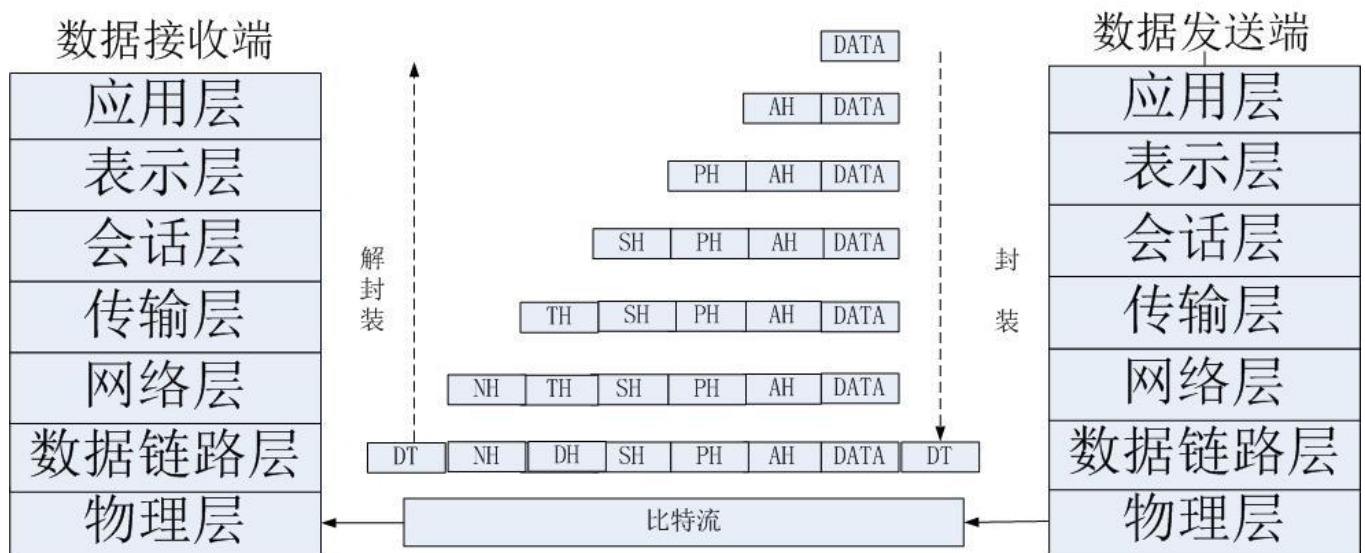 数据接收端
应用层
表示层
会话层
传输层
网络层
数据链路层
物理层
解封装
DATA
AH DATA
PH AH DATA
SH PH AH DATA
TH SH PH AH DATA
NH TH SH PH AH DATA
DT NH DH SH PH AH DATA DT
比特流
封装
数据发送端
应用层
表示层
会话层
传输层
网络层
数据链路层
物理层